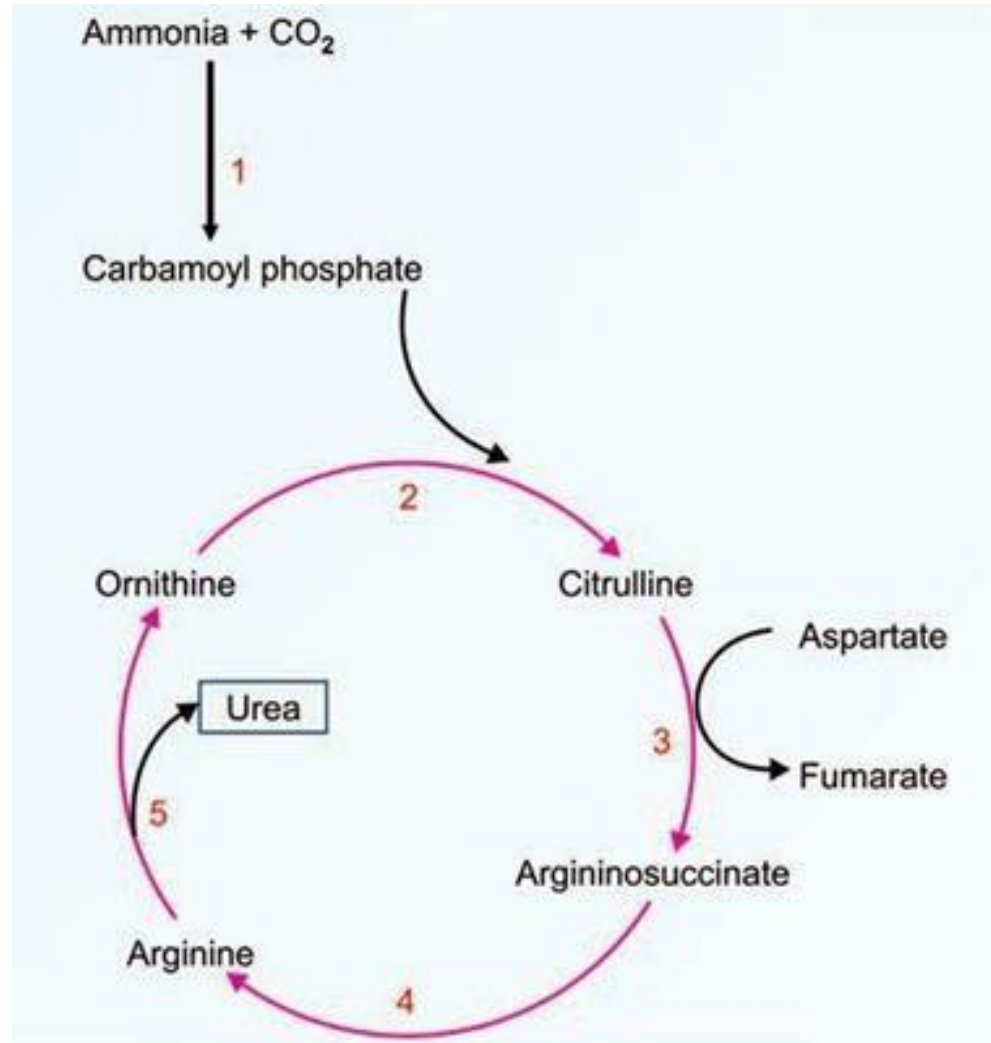 Ammonia + CO₂
1
Carbamoyl phosphate
2
Ornithine
Citrulline
Aspartate
Urea
3
Fumarate
5
Argininosuccinate
Arginine
4